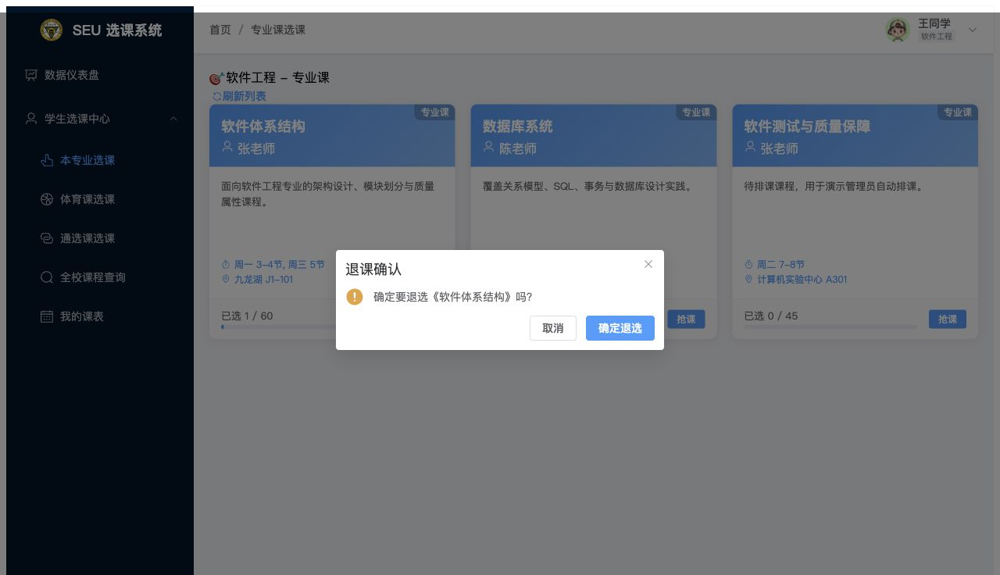 SEU 选课系统
首页 / 专业课选课
王同学
软件工程
数据仪表盘
学生选课中心
本专业选课
体育课选课
通选课选课
全校课程查询
我的课表
软件工程 - 专业课
刷新列表
专业课
软件体系结构
张老师
面向软件工程专业的架构设计、模块划分与质量
属性课程。
周一 3-4节, 周三 5节
九龙湖 J1-101
已选 1 / 60
专业课
数据库系统
陈老师
覆盖关系模型、SQL、事务与数据库设计实践。
抢课
专业课
软件测试与质量保障
张老师
待排课课程，用于演示管理员自动排课。
周二 7-8节
计算机实验中心 A301
已选 0 / 45
抢课
退课确认
确定要退选《软件体系结构》吗?
取消
确定退选